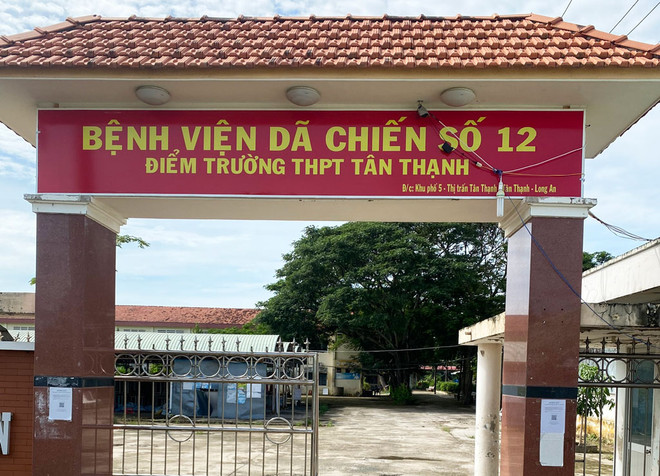 BỆNH VIỆN DÃ CHIẾN SỐ 12
ĐIỂM TRƯỜNG THPT TÂN THẠNH
Đ/c: Khu phố 5 - Thị trấn Tân Thạnh - Tân Thạnh - Long An
N